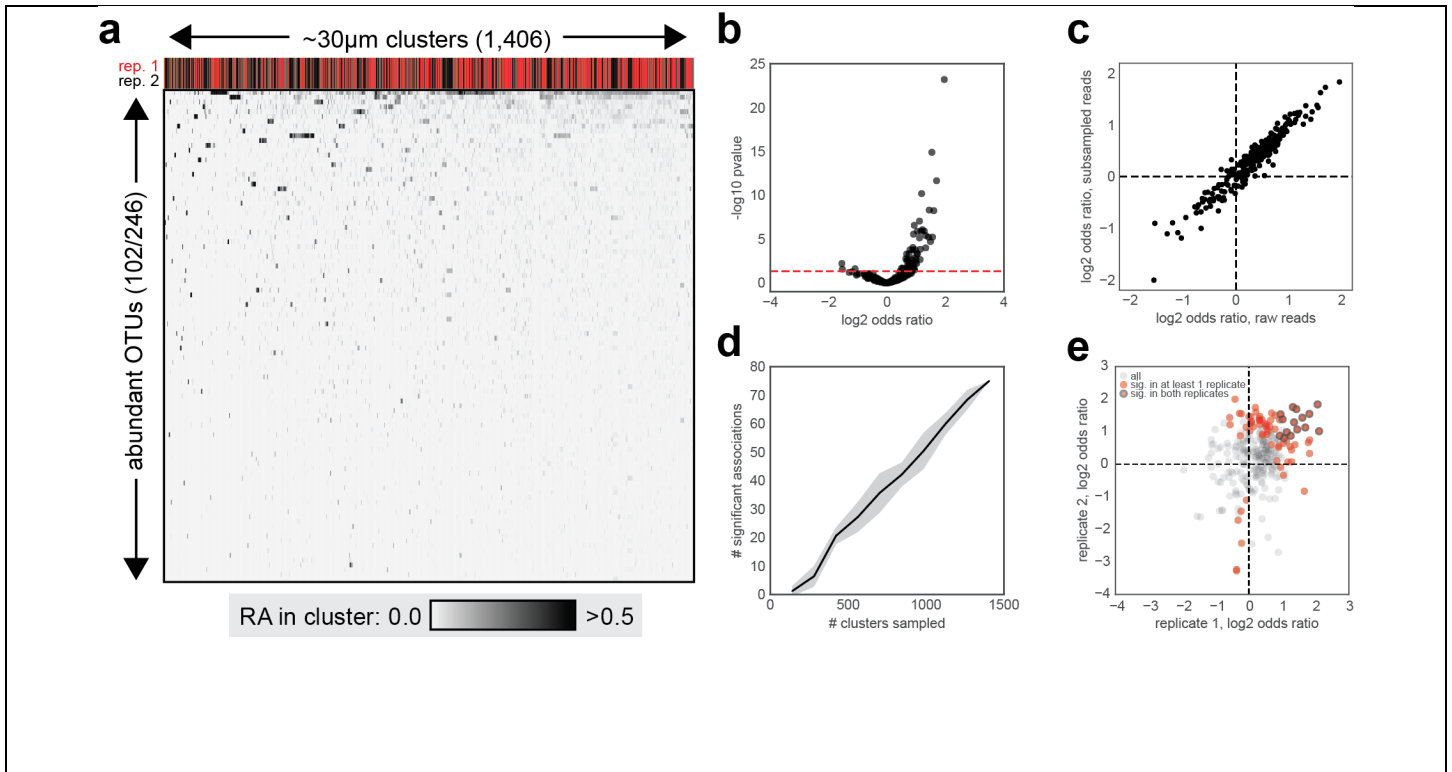 a
~30µm clusters (1,406)
rep. 1
rep. 2
abundant OTUs (102/246)
RA in cluster: 0.0
>0.5
b
25
20
15
10
5
0
-log10 pvalue
−4
−2
0
2
4
log2 odds ratio
c
2
1
0
−1
−2
log2 odds ratio, subsampled reads
−2
−1
0
1
2
log2 odds ratio, raw reads
d
80
70
60
50
40
30
20
10
0
# significant associations
0
500
1000
1500
# clusters sampled
e
3
2
1
0
−1
−2
−3
−4
replicate 2, log2 odds ratio
all
sig. in at least 1 replicate
sig. in both replicates
−4
−3
−2
−1
0
1
2
3
replicate 1, log2 odds ratio